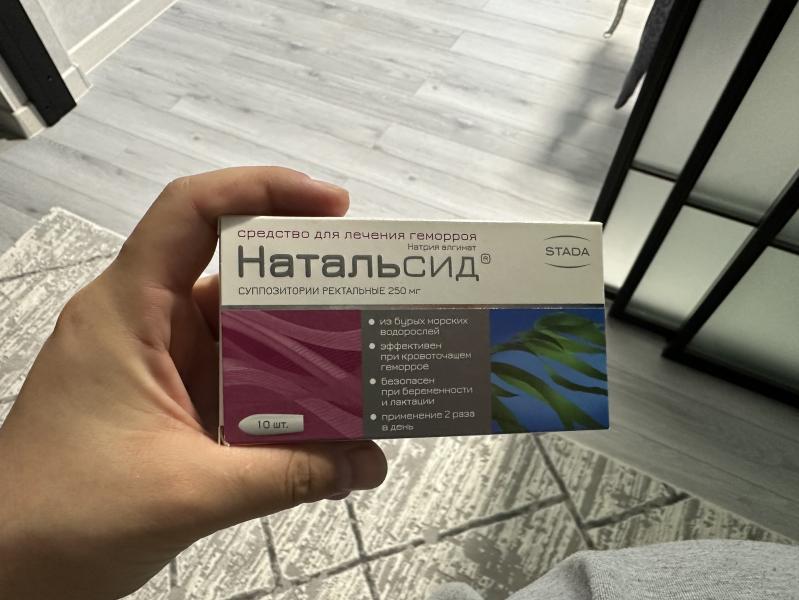 средство для лечения геморроя
Натрия алгинат
Натальсид®
STADA
СУППОЗИТОРИИ РЕКТАЛЬНЫЕ 250 мг
из бурых морских
водорослей
эффективен
при кровоточащем
геморрое
безопасен
при беременности
и лактации
применение 2 раза
в день
10 шт.